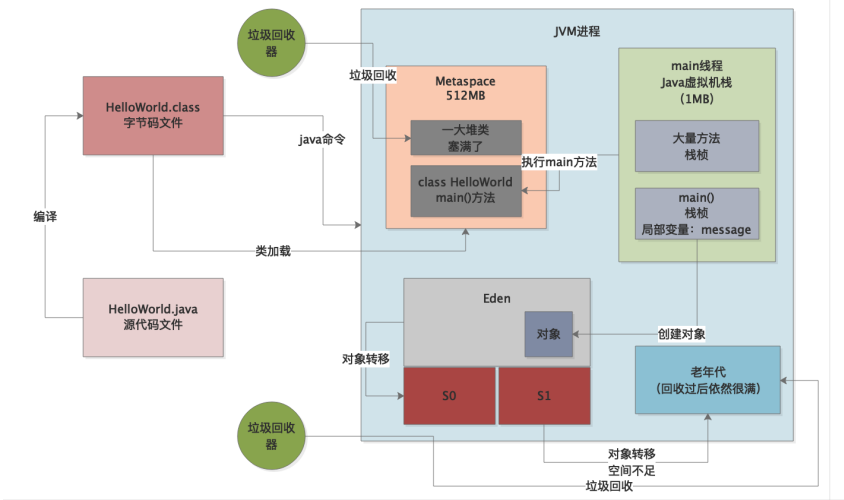 垃圾回收
器
JVM进程
垃圾回收
Metaspace
512MB
main线程
Java虚拟机栈
（1MB）
HelloWorld.class
字节码文件
java命令
一大堆类
塞满了
大量方法
栈桢
执行main方法
class HelloWorld
main()方法
main()
栈桢
局部变量：message
编译
类加载
HelloWorld.java
源代码文件
Eden
对象
创建对象
对象转移
老年代
（回收过后依然很满）
S0
S1
垃圾回收
器
对象转移
空间不足
垃圾回收